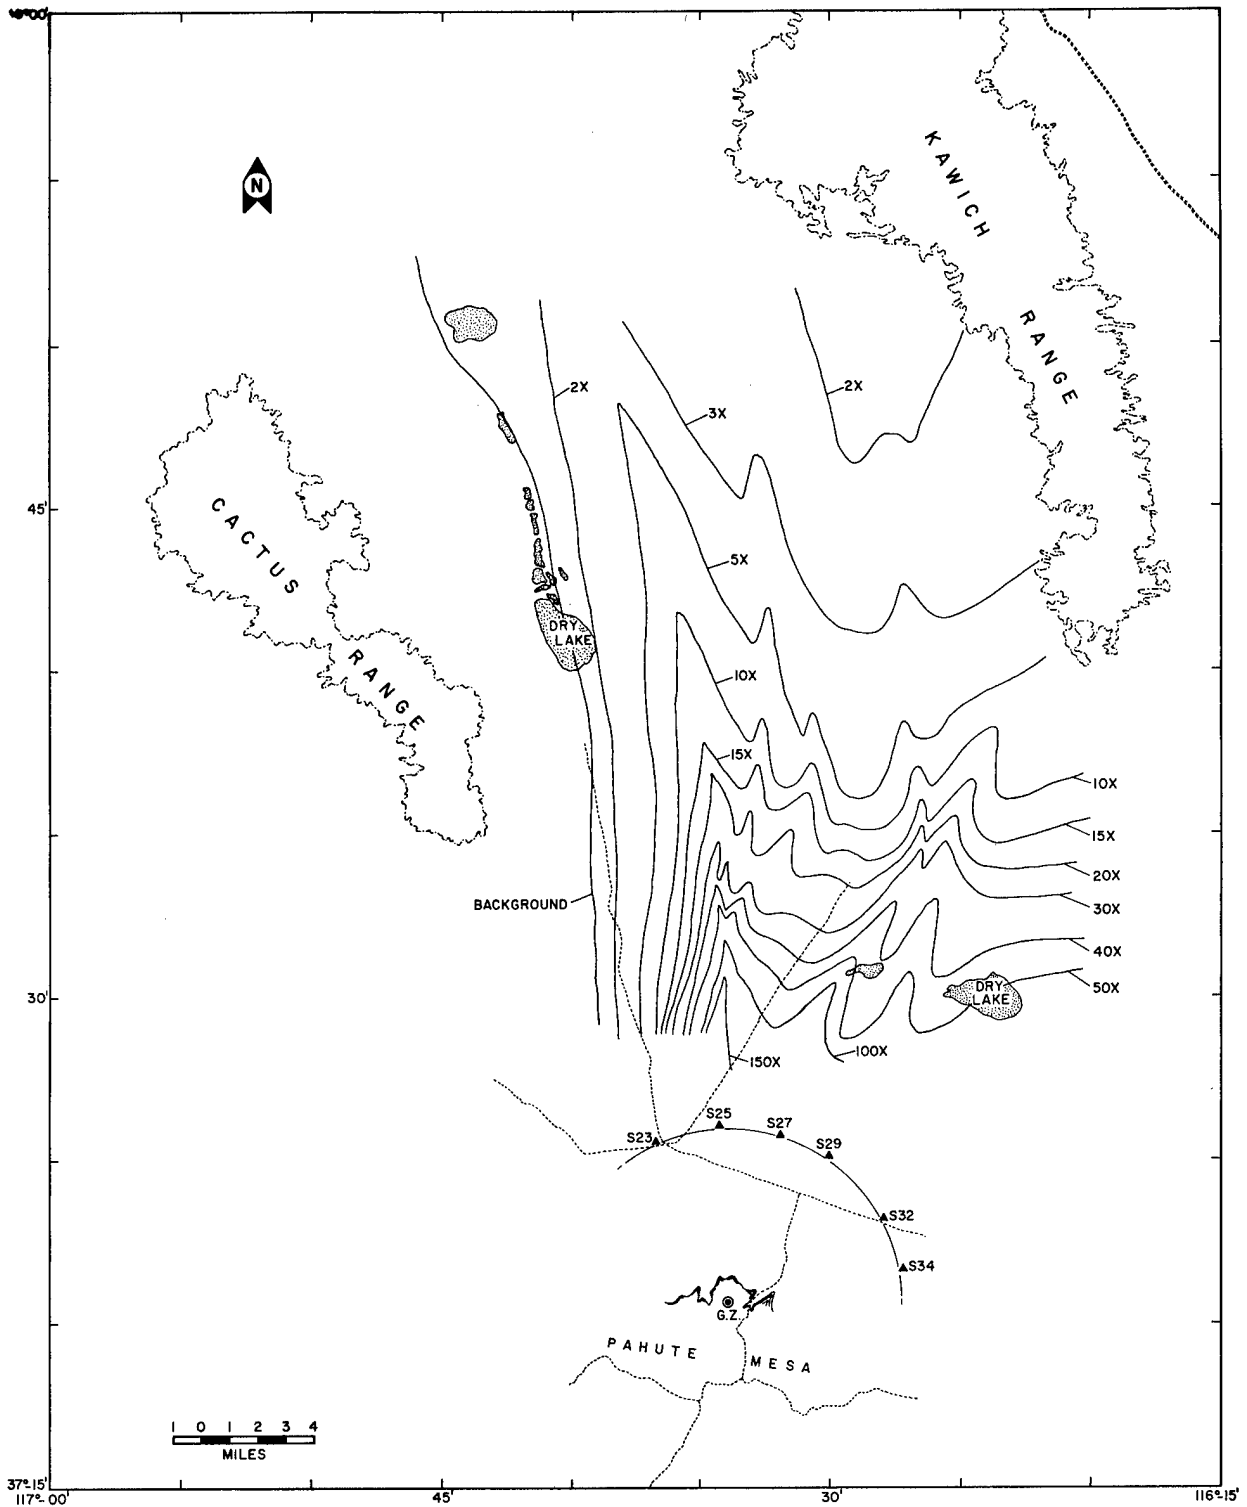 49°00'
N
KAWICH
RANGE
2X
3X
2X
CACTUS
RANGE
45'
5X
DRY
LAKE
10X
15X
10X
15X
20X
30X
40X
50X
BACKGROUND
30'
DRY
LAKE
150X
100X
S23
S25
S27
S29
S32
S34
G.Z.
PAHUTE MESA
1 0 1 2 3 4
MILES
37°15'
117°00'
45'
30'
116°15'